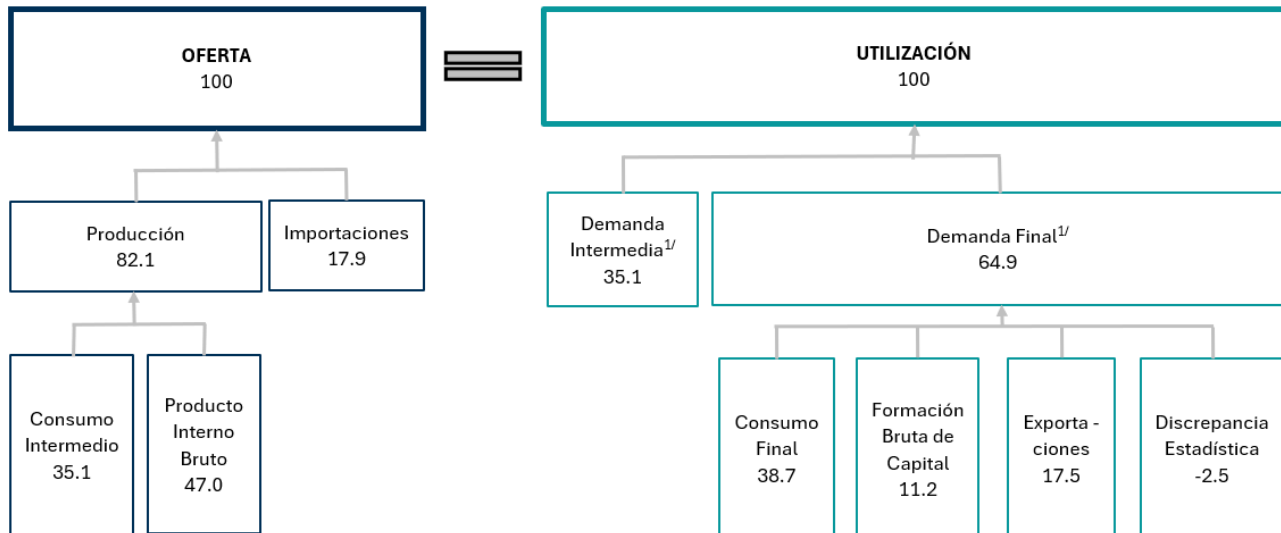 OFERTA
100
UTILIZACIÓN
100
Producción
82.1
Importaciones
17.9
Demanda
Intermedia1/
35.1
Demanda Final1/
64.9
Consumo
Intermedio
35.1
Producto
Interno
Bruto
47.0
Consumo
Final
38.7
Formación
Bruta de
Capital
11.2
Exporta -
ciones
17.5
Discrepancia
Estadística
-2.5